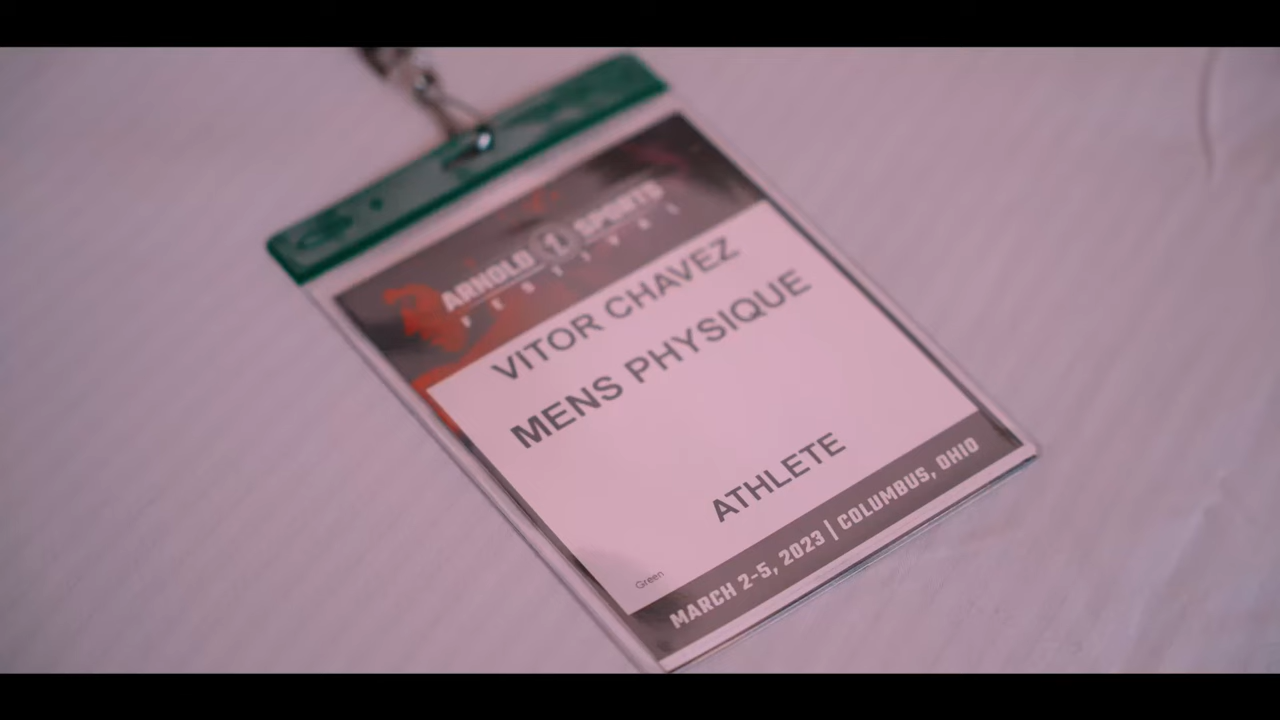 ARNOLD SPORTS
FESTIVAL
VITOR CHAVEZ
MENS PHYSIQUE
ATHLETE
Green
MARCH 2-5, 2023 | COLUMBUS, OHIO